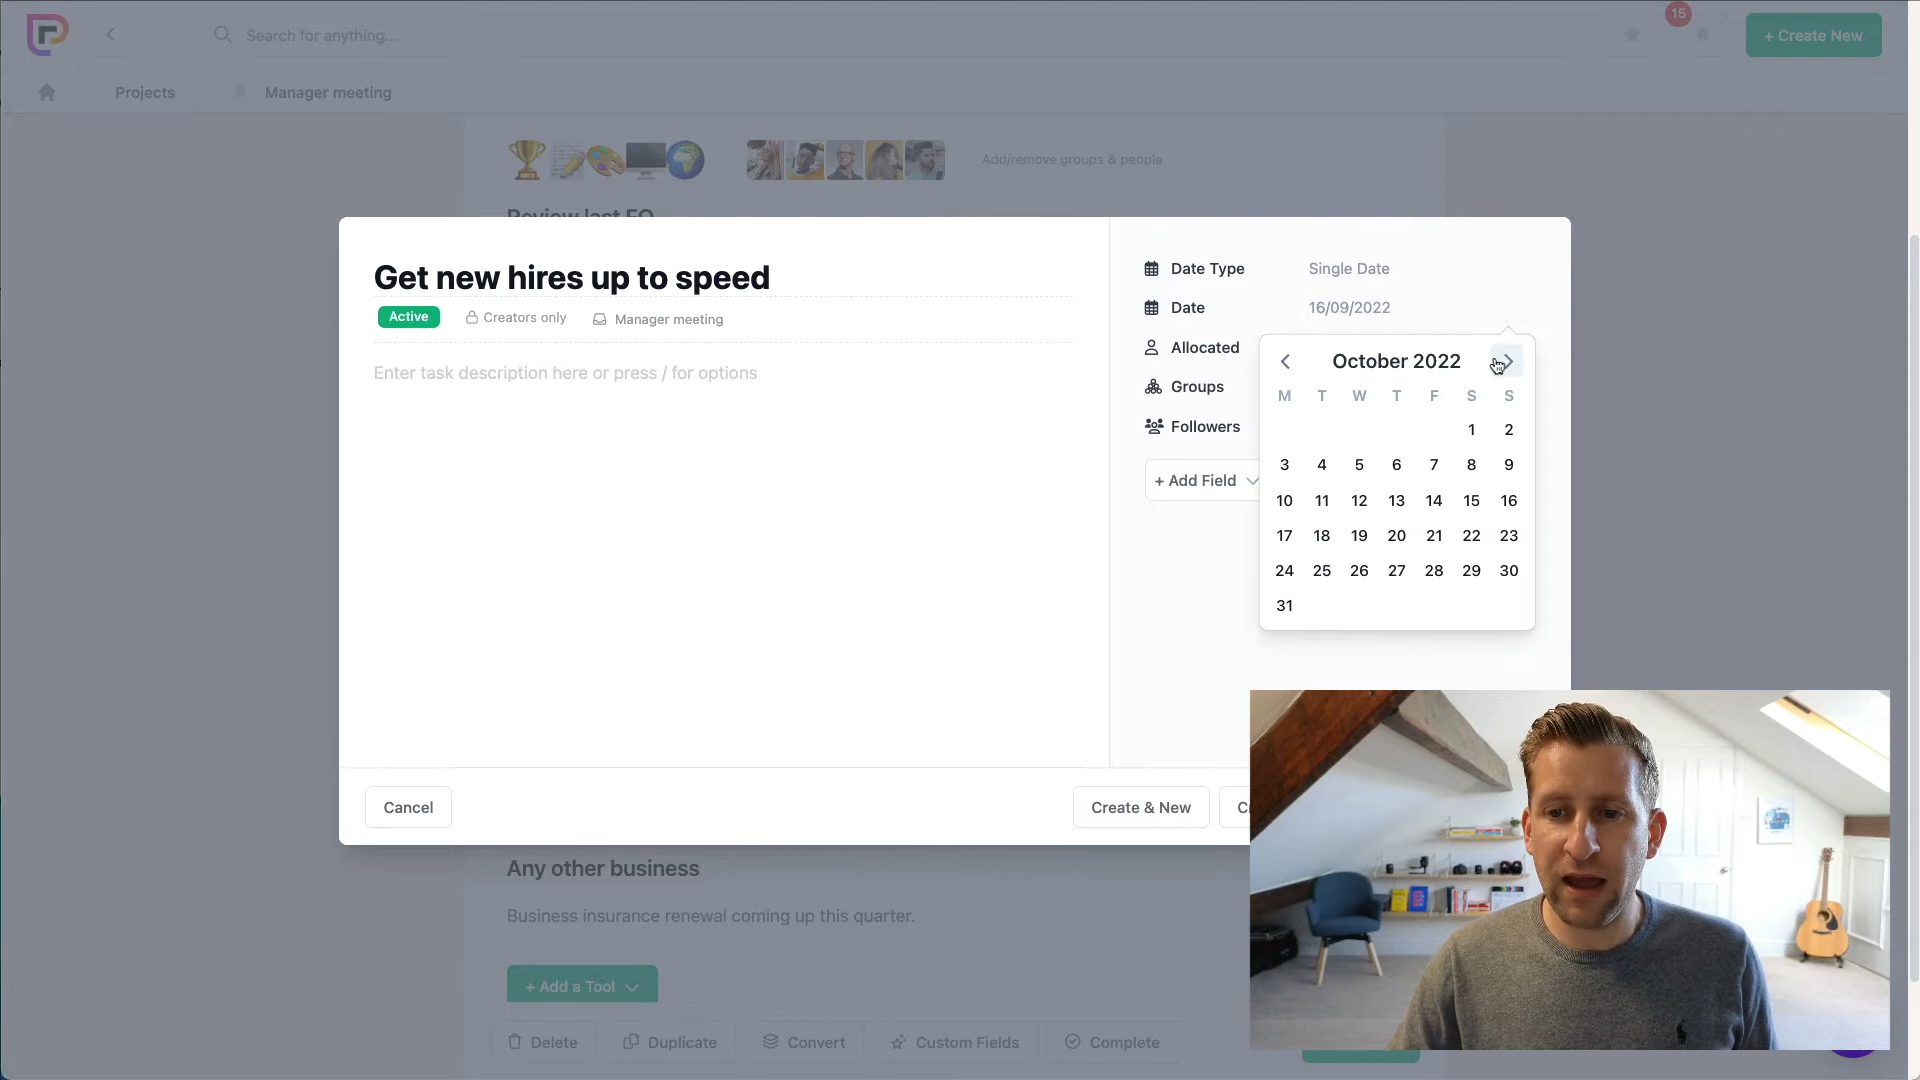 Search for anything...
15
+ Create New
Projects
Manager meeting
Add/remove groups & people
Review last EQ
Get new hires up to speed
Active
Creators only
Manager meeting
Enter task description here or press / for options
Date Type
Single Date
Date
16/09/2022
Allocated
Groups
Followers
+ Add Field
October 2022
M T W T F S S
1 2
3 4 5 6 7 8 9
10 11 12 13 14 15 16
17 18 19 20 21 22 23
24 25 26 27 28 29 30
31
Cancel
Create & New
Any other business
Business insurance renewal coming up this quarter.
+ Add a Tool
Delete
Duplicate
Convert
Custom Fields
Complete